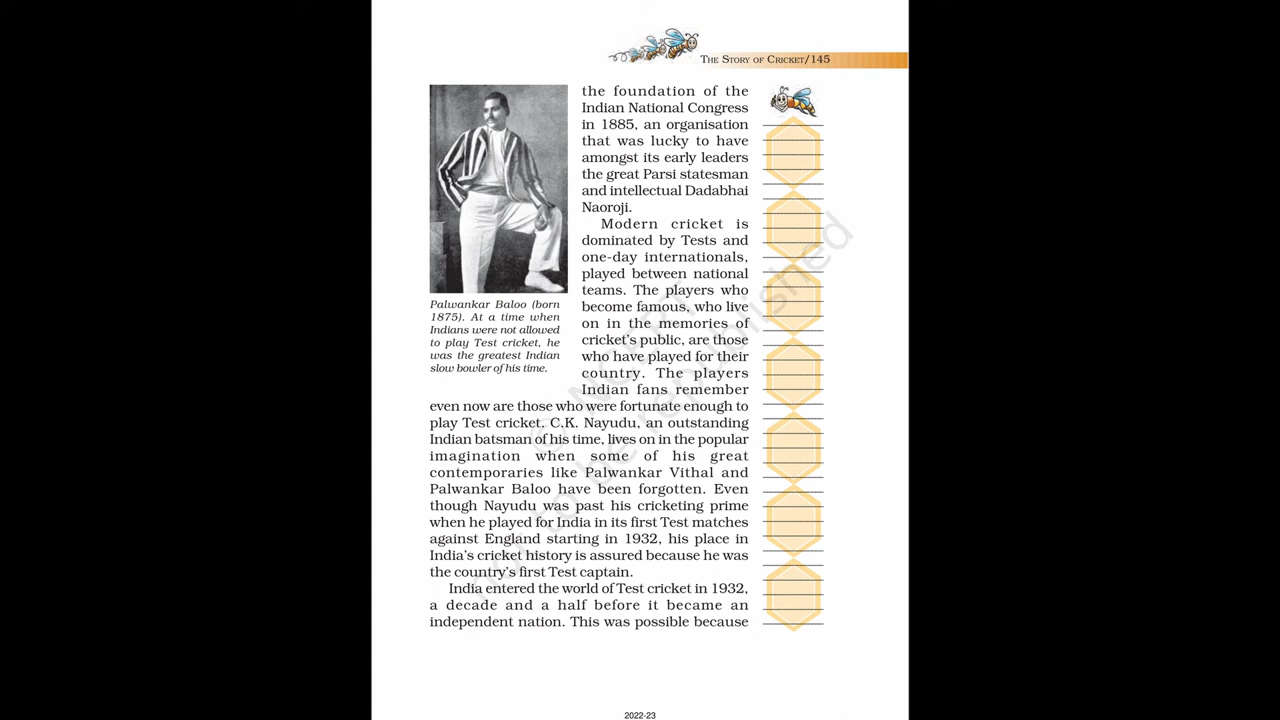 THE STORY OF CRICKET/145
the foundation of the
Indian National Congress
in 1885, an organisation
that was lucky to have
amongst its early leaders
the great Parsi statesman
and intellectual Dadabhai
Naoroji.
Modern cricket is
dominated by Tests and
one-day internationals,
played between national
teams. The players who
become famous, who live
on in the memories of
cricket's public, are those
who have played for their
country. The players
Indian fans remember
even now are those who were fortunate enough to
play Test cricket. C.K. Nayudu, an outstanding
Indian batsman of his time, lives on in the popular
imagination when some of his great
contemporaries like Palwankar Vithal and
Palwankar Baloo have been forgotten. Even
though Nayudu was past his cricketing prime
when he played for India in its first Test matches
against England starting in 1932, his place in
India's cricket history is assured because he was
the country's first Test captain.
India entered the world of Test cricket in 1932,
a decade and a half before it became an
independent nation. This was possible because
Palwankar Baloo (born
1875). At a time when
Indians were not allowed
to play Test cricket, he
was the greatest Indian
slow bowler of his time.
© NCERT
not to be republished
2022-23